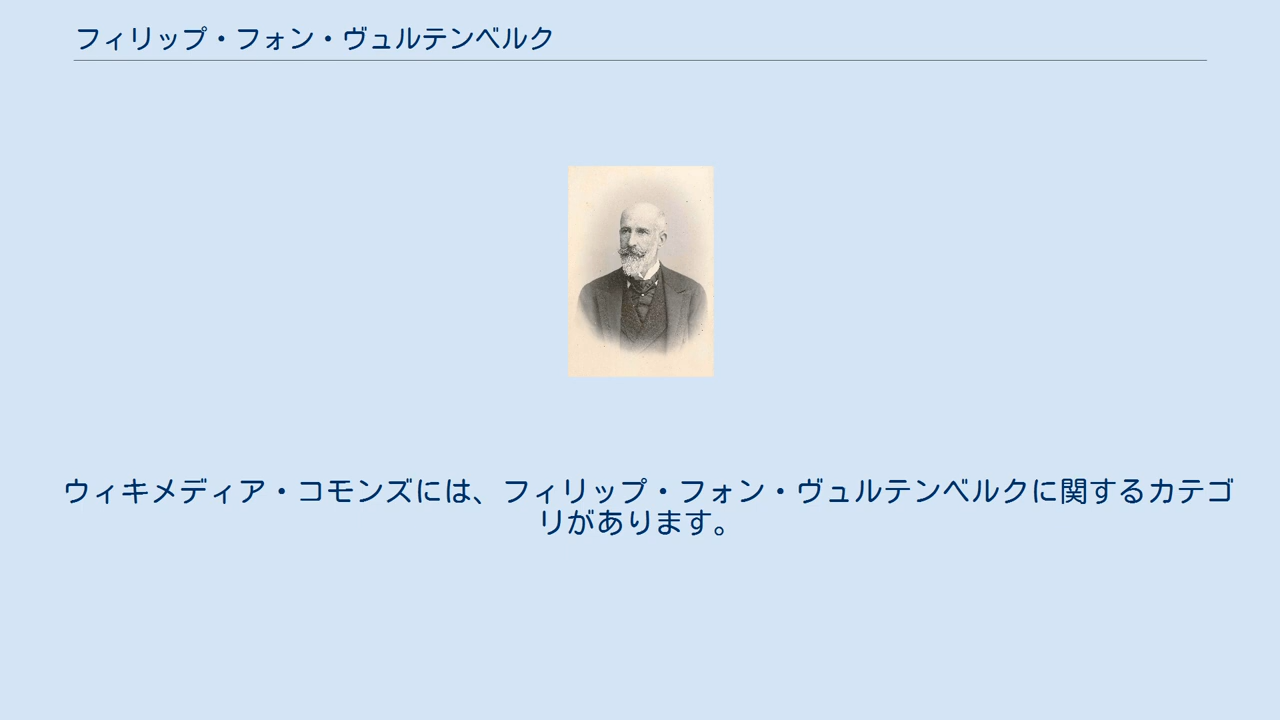 フィリップ・フォン・ヴュルテンベルク
ウィキメディア・コモンズには、フィリップ・フォン・ヴュルテンベルクに関するカテゴ
リがあります。